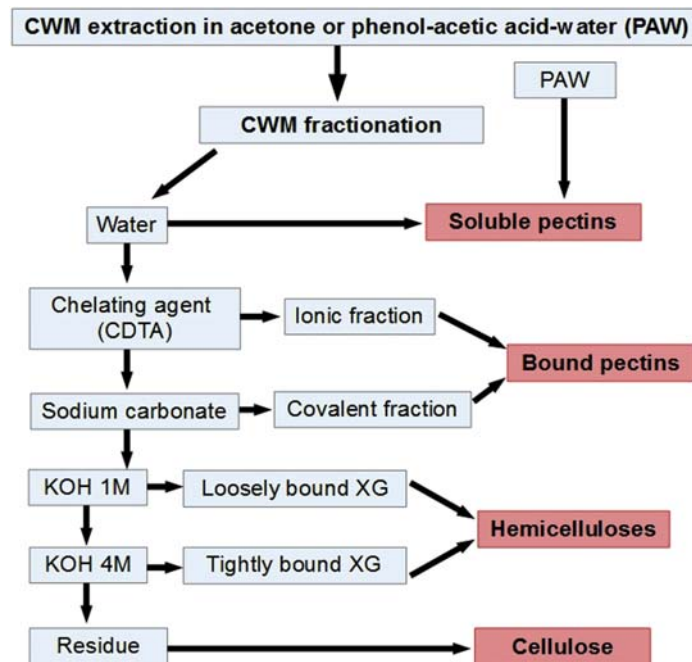 CWM extraction in acetone or phenol-acetic acid-water (PAW)
PAW
CWM fractionation
Water
Soluble pectins
Chelating agent
(CDTA)
Ionic fraction
Bound pectins
Sodium carbonate
Covalent fraction
KOH 1M
Loosely bound XG
Hemicelluloses
KOH 4M
Tightly bound XG
Residue
Cellulose